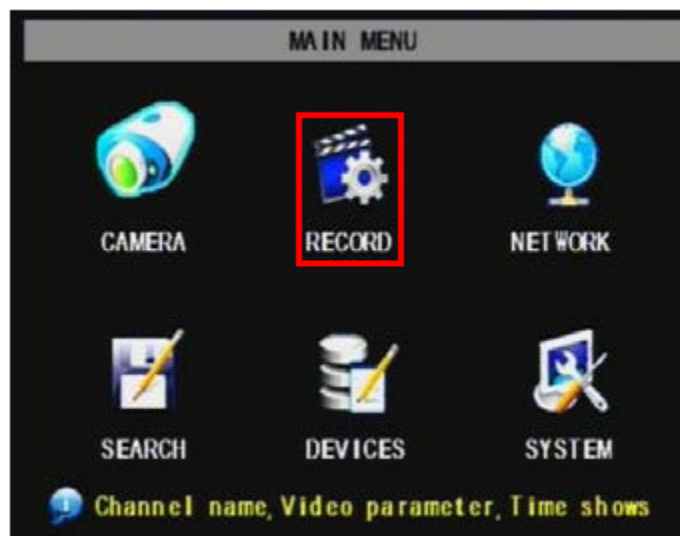 MAIN MENU
CAMERA RECORD NETWORK
SEARCH DEVICES SYSTEM
Channel name, Video parameter, Time shows